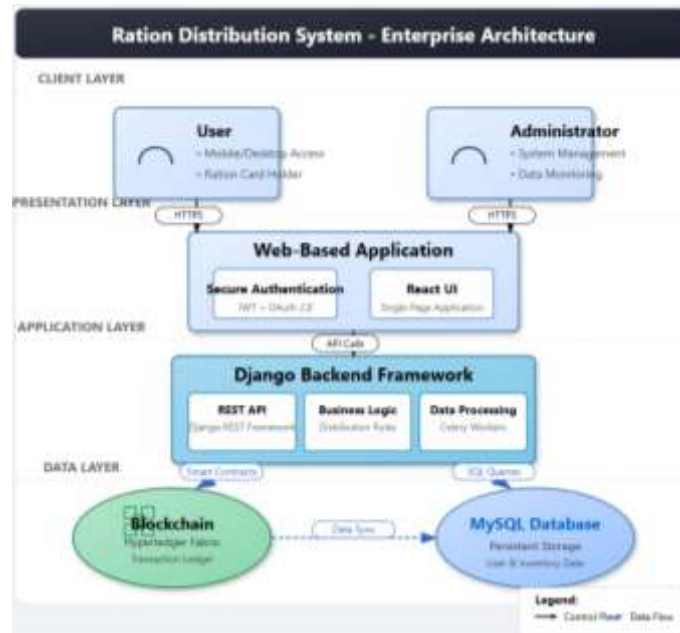 Ration Distribution System - Enterprise Architecture
CLIENT LAYER
User
• Mobile/Desktop Access
• Ration Card Holder
Administrator
• System Management
• Data Monitoring
PRESENTATION LAYER
HTTPS
HTTPS
Web-Based Application
Secure Authentication
JWT + OAuth 2.0
React UI
Single Page Application
APPLICATION LAYER
API Calls
Django Backend Framework
REST API
Django REST Framework
Business Logic
Distribution Rules
Data Processing
Celery Workers
DATA LAYER
Smart Contracts
SQL Queries
Blockchain
Hyperledger Fabric
Transaction Ledger
Data Sync
MySQL Database
Persistent Storage
User & Inventory Data
Legend:
Control Data Flow